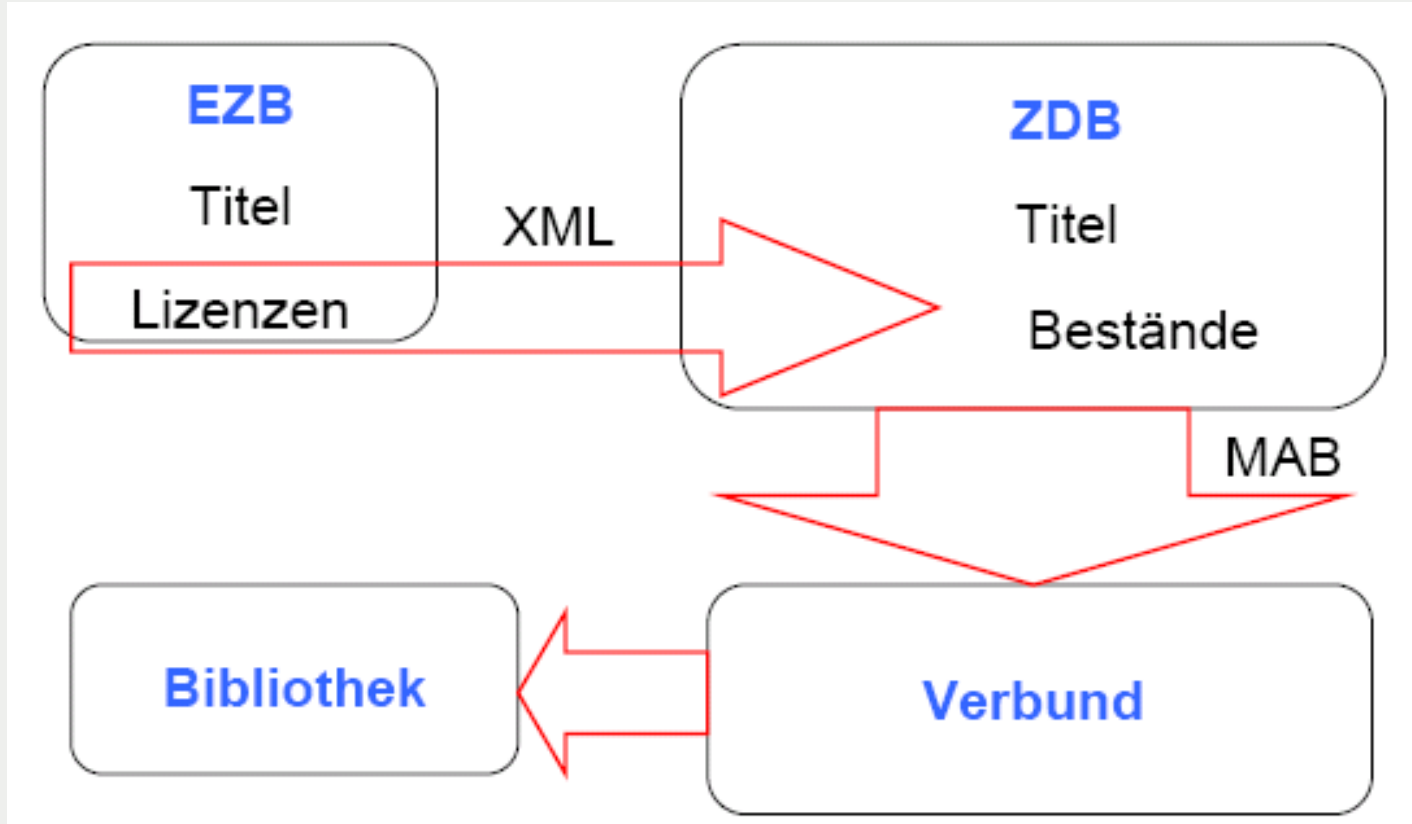 EZB
Titel
Lizenzen
XML
ZDB
Titel
Bestände
MAB
Bibliothek
Verbund